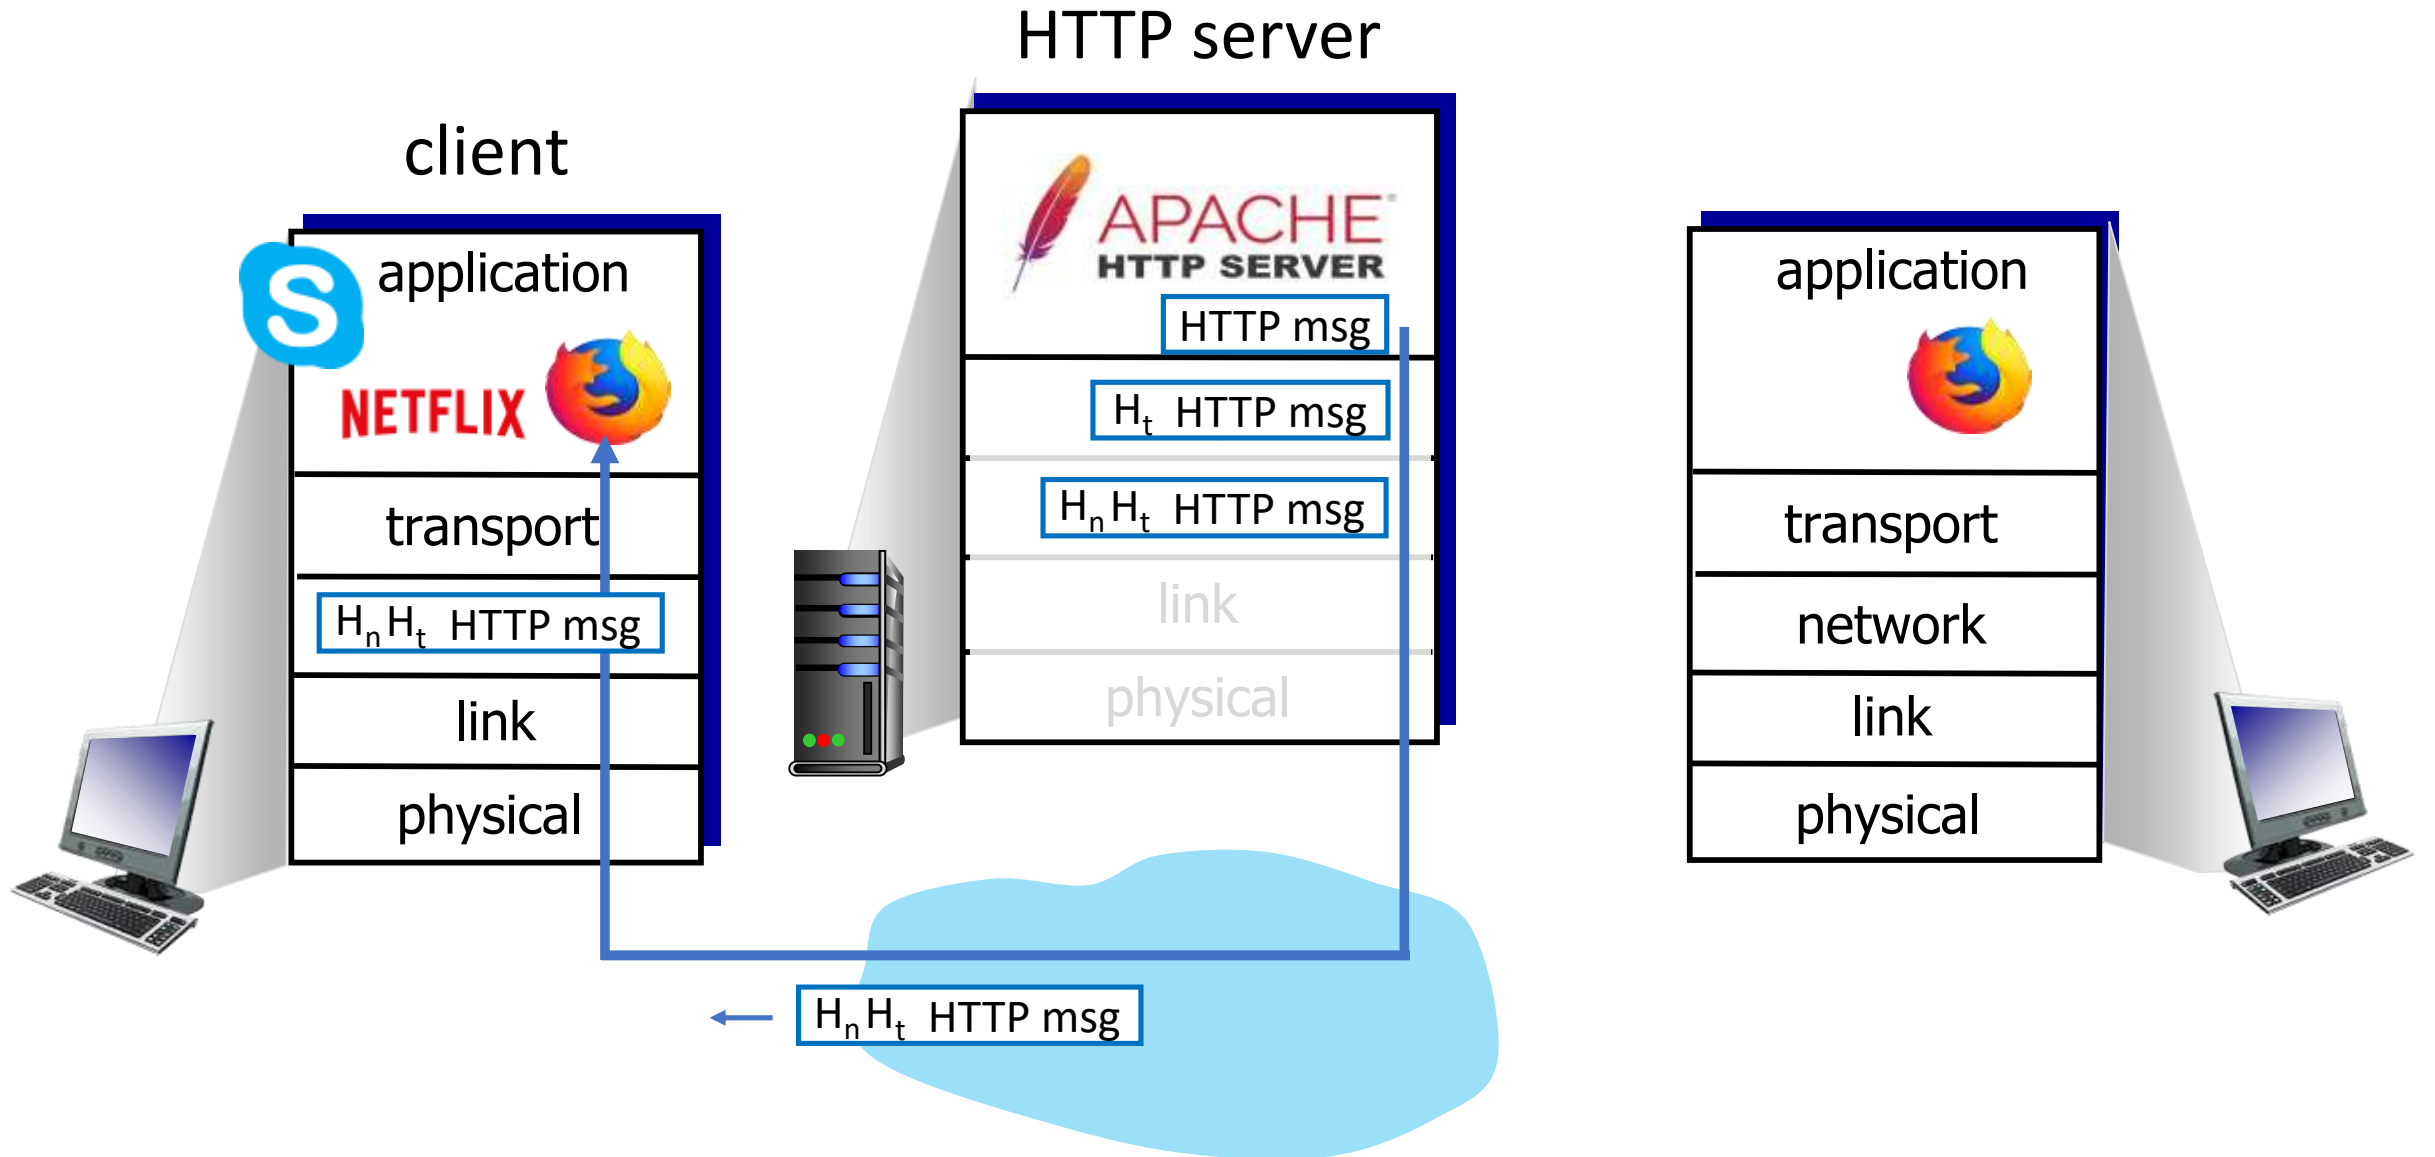 HTTP server
client
application
NETFLIX
transport
HₙHₜ HTTP msg
link
physical
APACHE®
HTTP SERVER
HTTP msg
Hₜ HTTP msg
HₙHₜ HTTP msg
link
physical
application
transport
network
link
physical
HₙHₜ HTTP msg